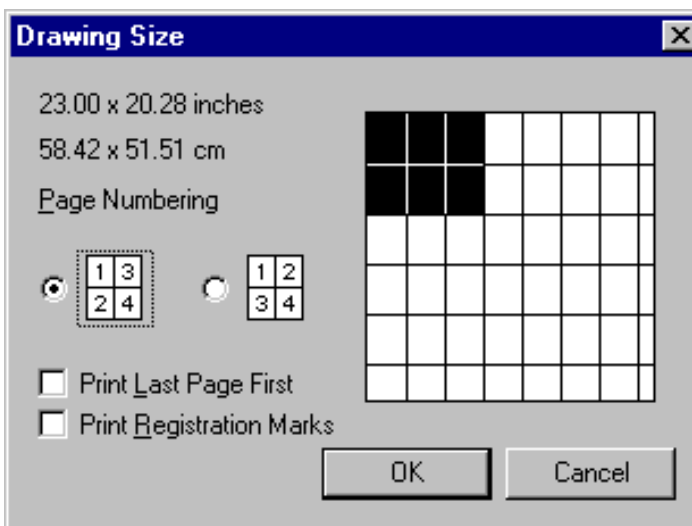 Drawing Size
23.00 x 20.28 inches
58.42 x 51.51 cm
Page Numbering
1 3 1 2
2 4 3 4
Print Last Page First
Print Registration Marks
OK Cancel